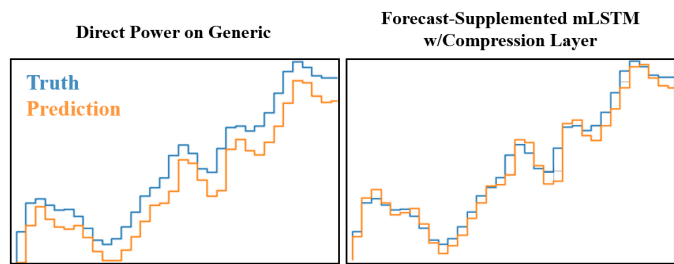 Direct Power on Generic
Forecast-Supplemented mLSTM
w/Compression Layer
Truth
Prediction